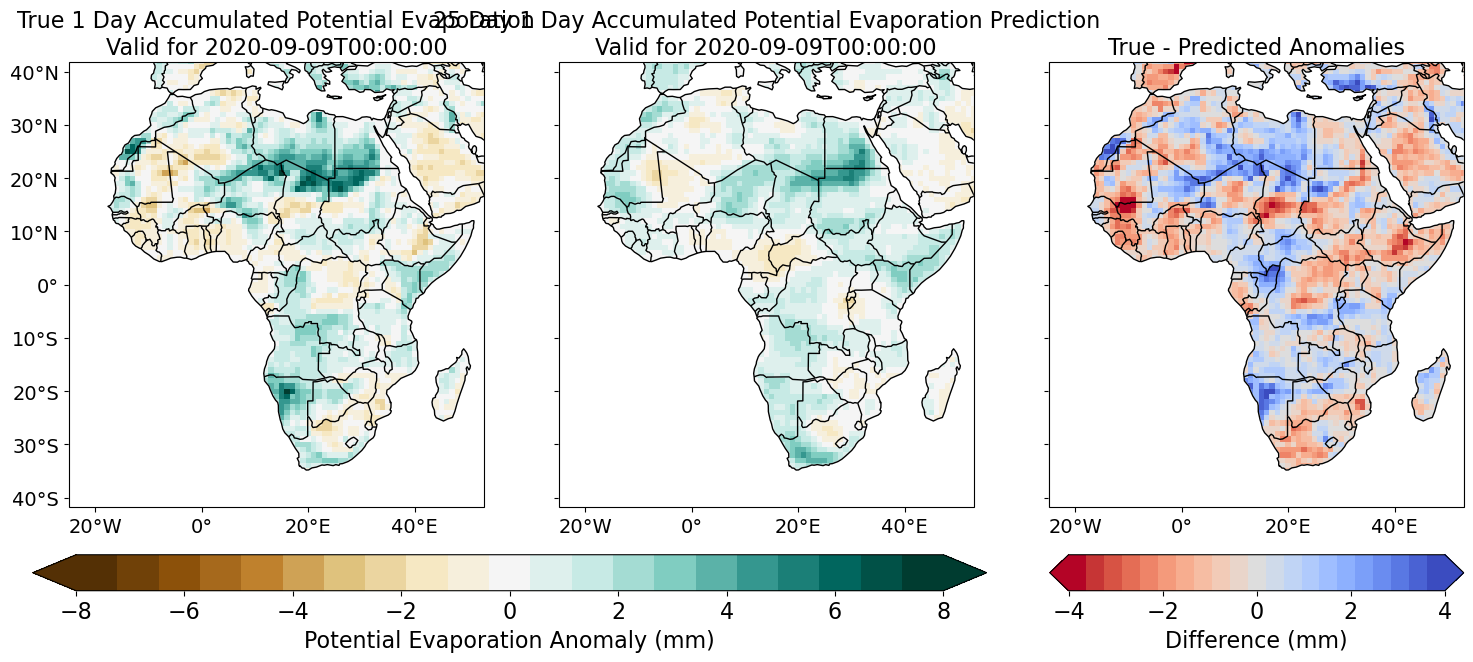 True 1 Day Accumulated Potential Evaporation
Valid for 2020-09-09T00:00:00
25 Day 1 Day Accumulated Potential Evaporation Prediction
Valid for 2020-09-09T00:00:00
True - Predicted Anomalies
40°N
30°N
20°N
10°N
0°
10°S
20°S
30°S
40°S
20°W 0° 20°E 40°E
20°W 0° 20°E 40°E
20°W 0° 20°E 40°E
−8 −6 −4 −2 0 2 4 6 8
Potential Evaporation Anomaly (mm)
−4 −2 0 2 4
Difference (mm)